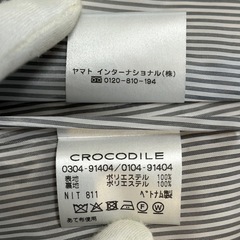 ヤマト インターナショナル(株)
0120-810-194
CROCODILE
0304-91404/0104-91404
表地 ポリエステル 100%
裏地 ポリエステル 100%
NIT 811 ベトナム製
あて布使用